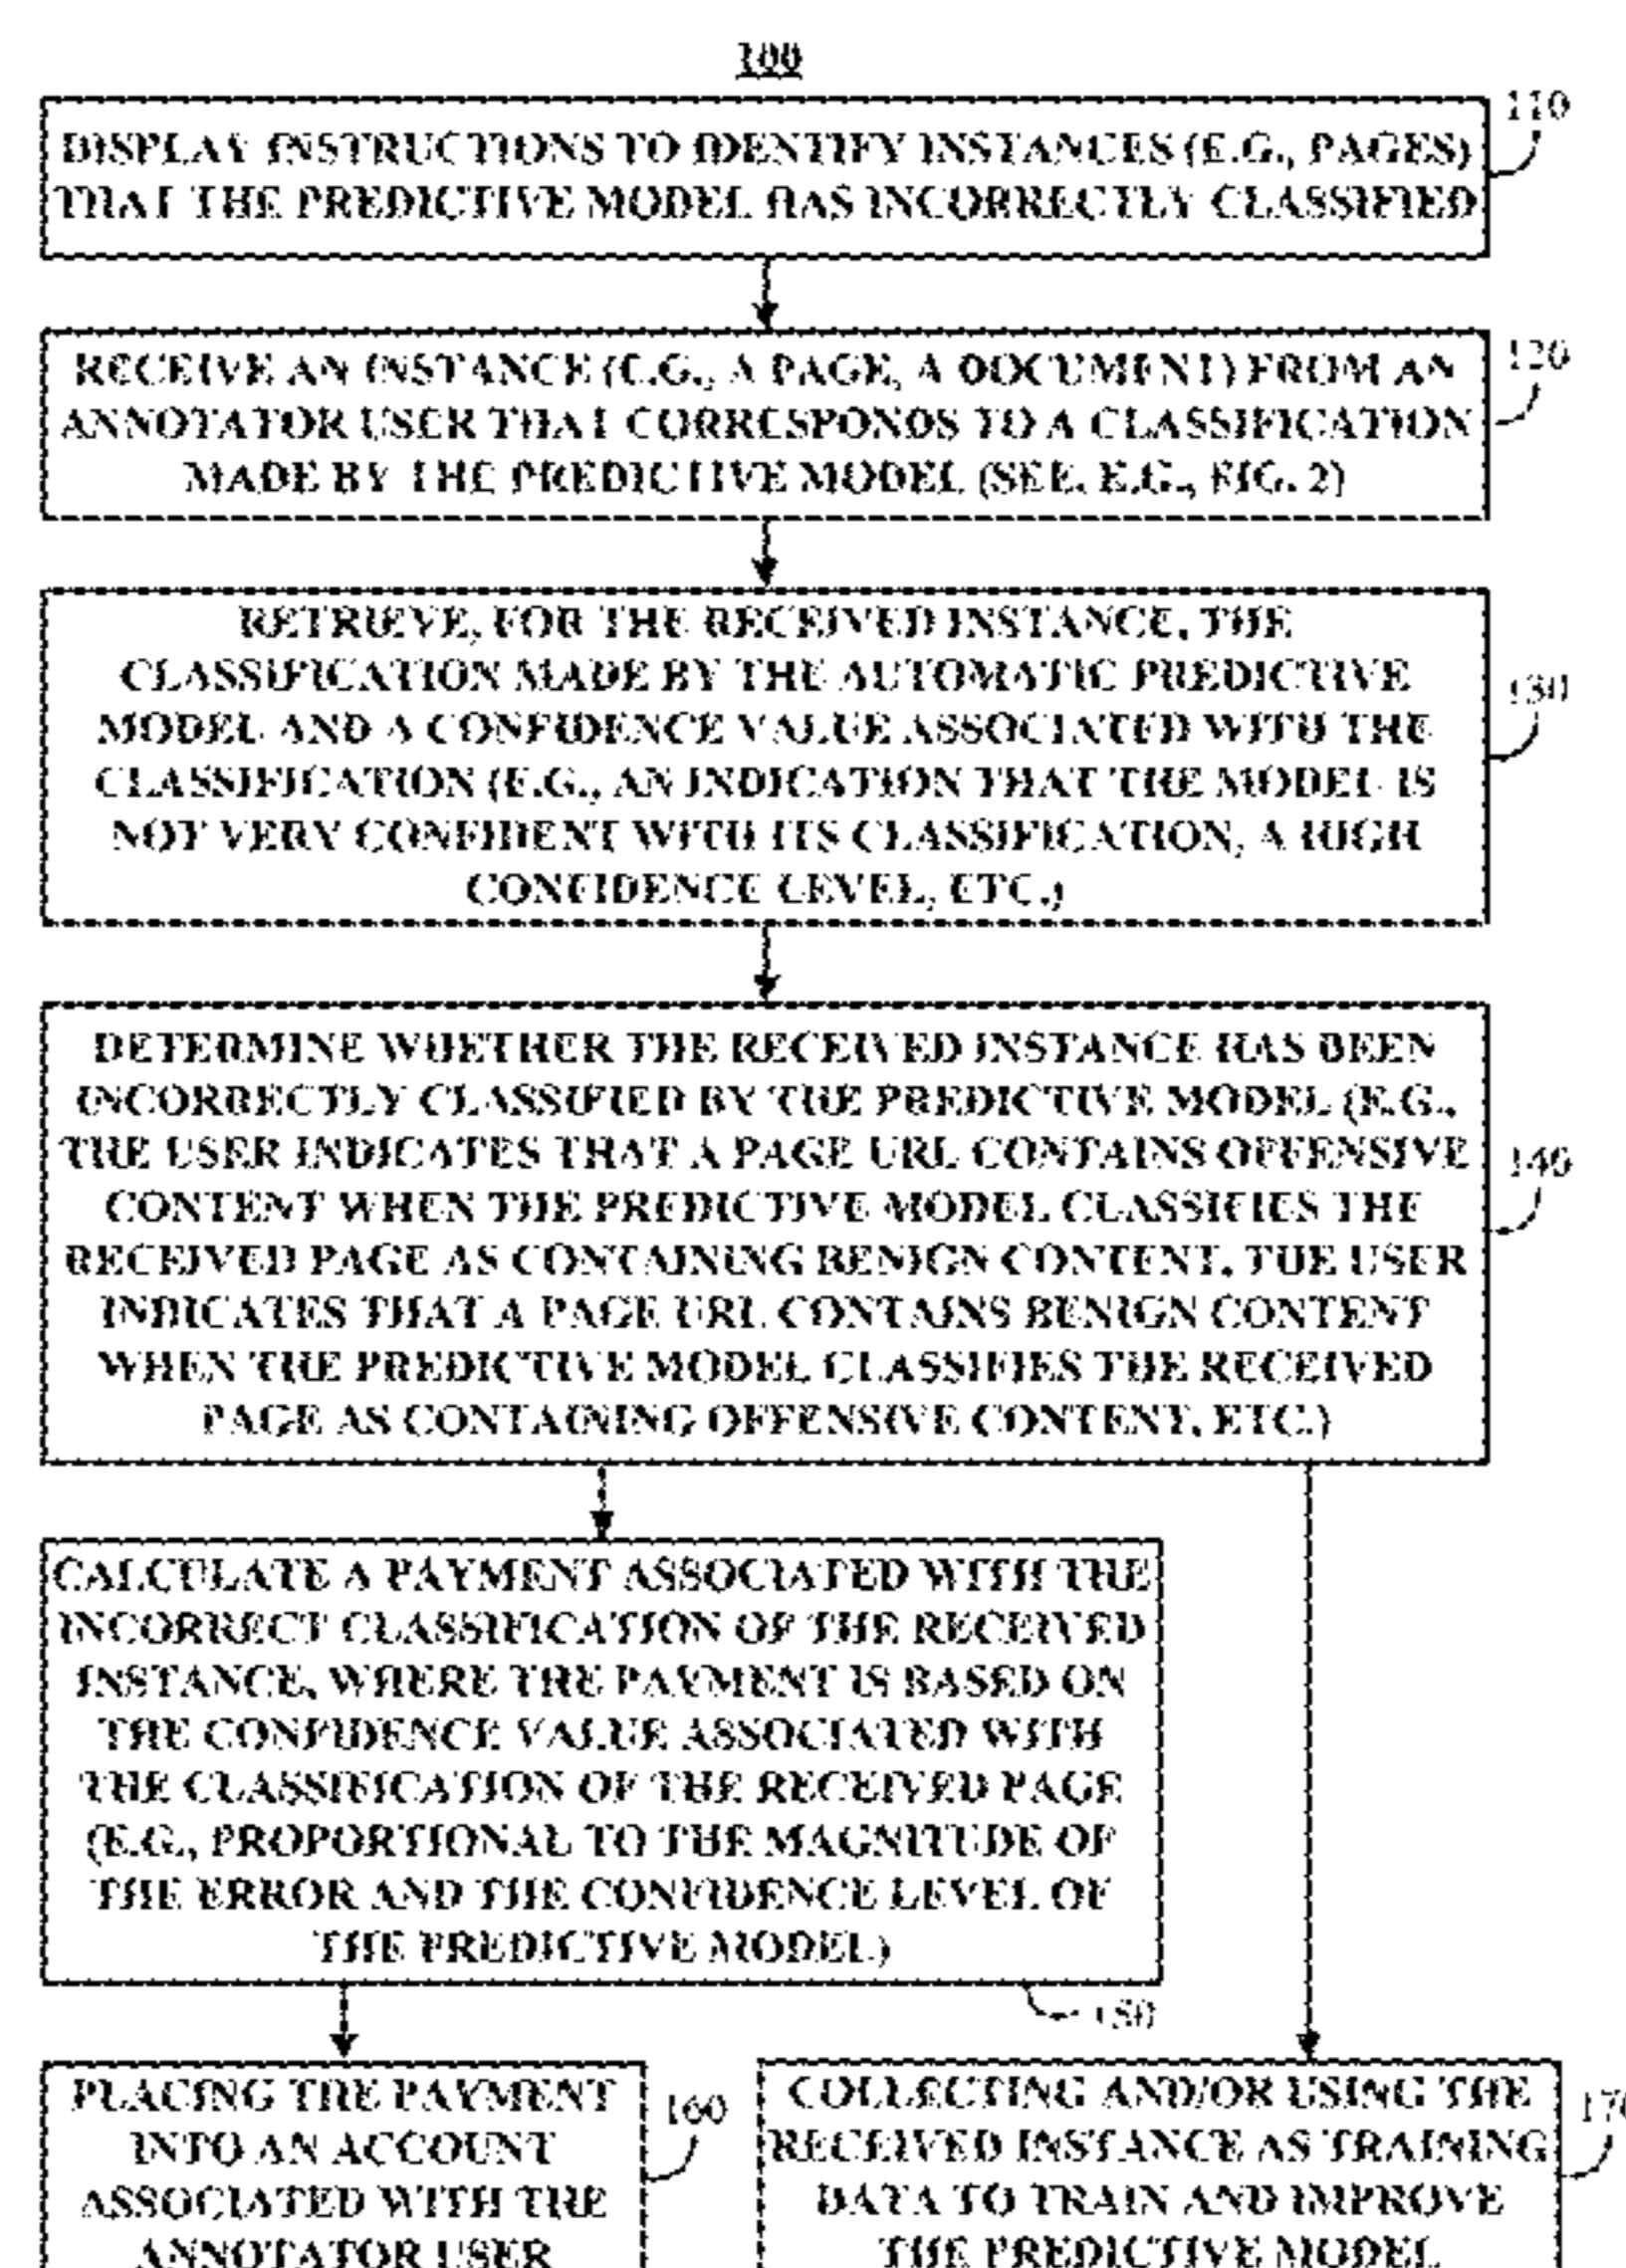 100
DISPLAY INSTRUCTIONS TO IDENTIFY INSTANCES (E.G., PAGES)
THAT THE PREDICTIVE MODEL HAS INCORRECTLY CLASSIFIED
110
RECEIVE AN INSTANCE (E.G., A PAGE, A DOCUMENT) FROM AN
ANNOTATOR USER THAT CORRESPONDS TO A CLASSIFICATION
MADE BY THE PREDICTIVE MODEL (SEE, E.G., FIG. 2)
120
RETRIEVE, FOR THE RECEIVED INSTANCE, THE
CLASSIFICATION MADE BY THE AUTOMATIC PREDICTIVE
MODEL AND A CONFIDENCE VALUE ASSOCIATED WITH THE
CLASSIFICATION (E.G., AN INDICATION THAT THE MODEL IS
NOT VERY CONFIDENT WITH ITS CLASSIFICATION, A HIGH
CONFIDENCE LEVEL, ETC.)
130
DETERMINE WHETHER THE RECEIVED INSTANCE HAS BEEN
INCORRECTLY CLASSIFIED BY THE PREDICTIVE MODEL (E.G.,
THE USER INDICATES THAT A PAGE URL CONTAINS OFFENSIVE
CONTENT WHEN THE PREDICTIVE MODEL CLASSIFIES THE
RECEIVED PAGE AS CONTAINING BENIGN CONTENT, THE USER
INDICATES THAT A PAGE URL CONTAINS BENIGN CONTENT
WHEN THE PREDICTIVE MODEL CLASSIFIES THE RECEIVED
PAGE AS CONTAINING OFFENSIVE CONTENT, ETC.)
140
CALCULATE A PAYMENT ASSOCIATED WITH THE
INCORRECT CLASSIFICATION OF THE RECEIVED
INSTANCE, WHERE THE PAYMENT IS BASED ON
THE CONFIDENCE VALUE ASSOCIATED WITH
THE CLASSIFICATION OF THE RECEIVED PAGE
(E.G., PROPORTIONAL TO THE MAGNITUDE OF
THE ERROR AND THE CONFIDENCE LEVEL OF
THE PREDICTIVE MODEL)
150
PLACING THE PAYMENT
INTO AN ACCOUNT
ASSOCIATED WITH THE
ANNOTATOR USER
160
COLLECTING AND/OR USING THE
RECEIVED INSTANCE AS TRAINING
DATA TO TRAIN AND IMPROVE
THE PREDICTIVE MODEL
170